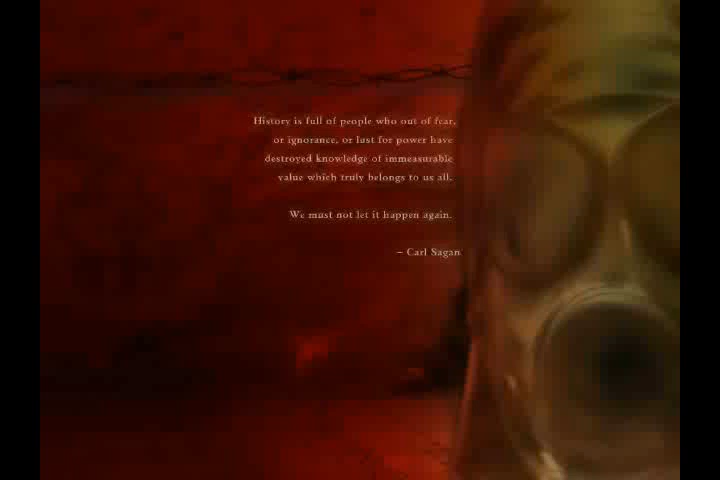 History is full of people who out of fear,
or ignorance, or lust for power have
destroyed knowledge of immeasurable
value which truly belongs to us all.
We must not let it happen again.
– Carl Sagan